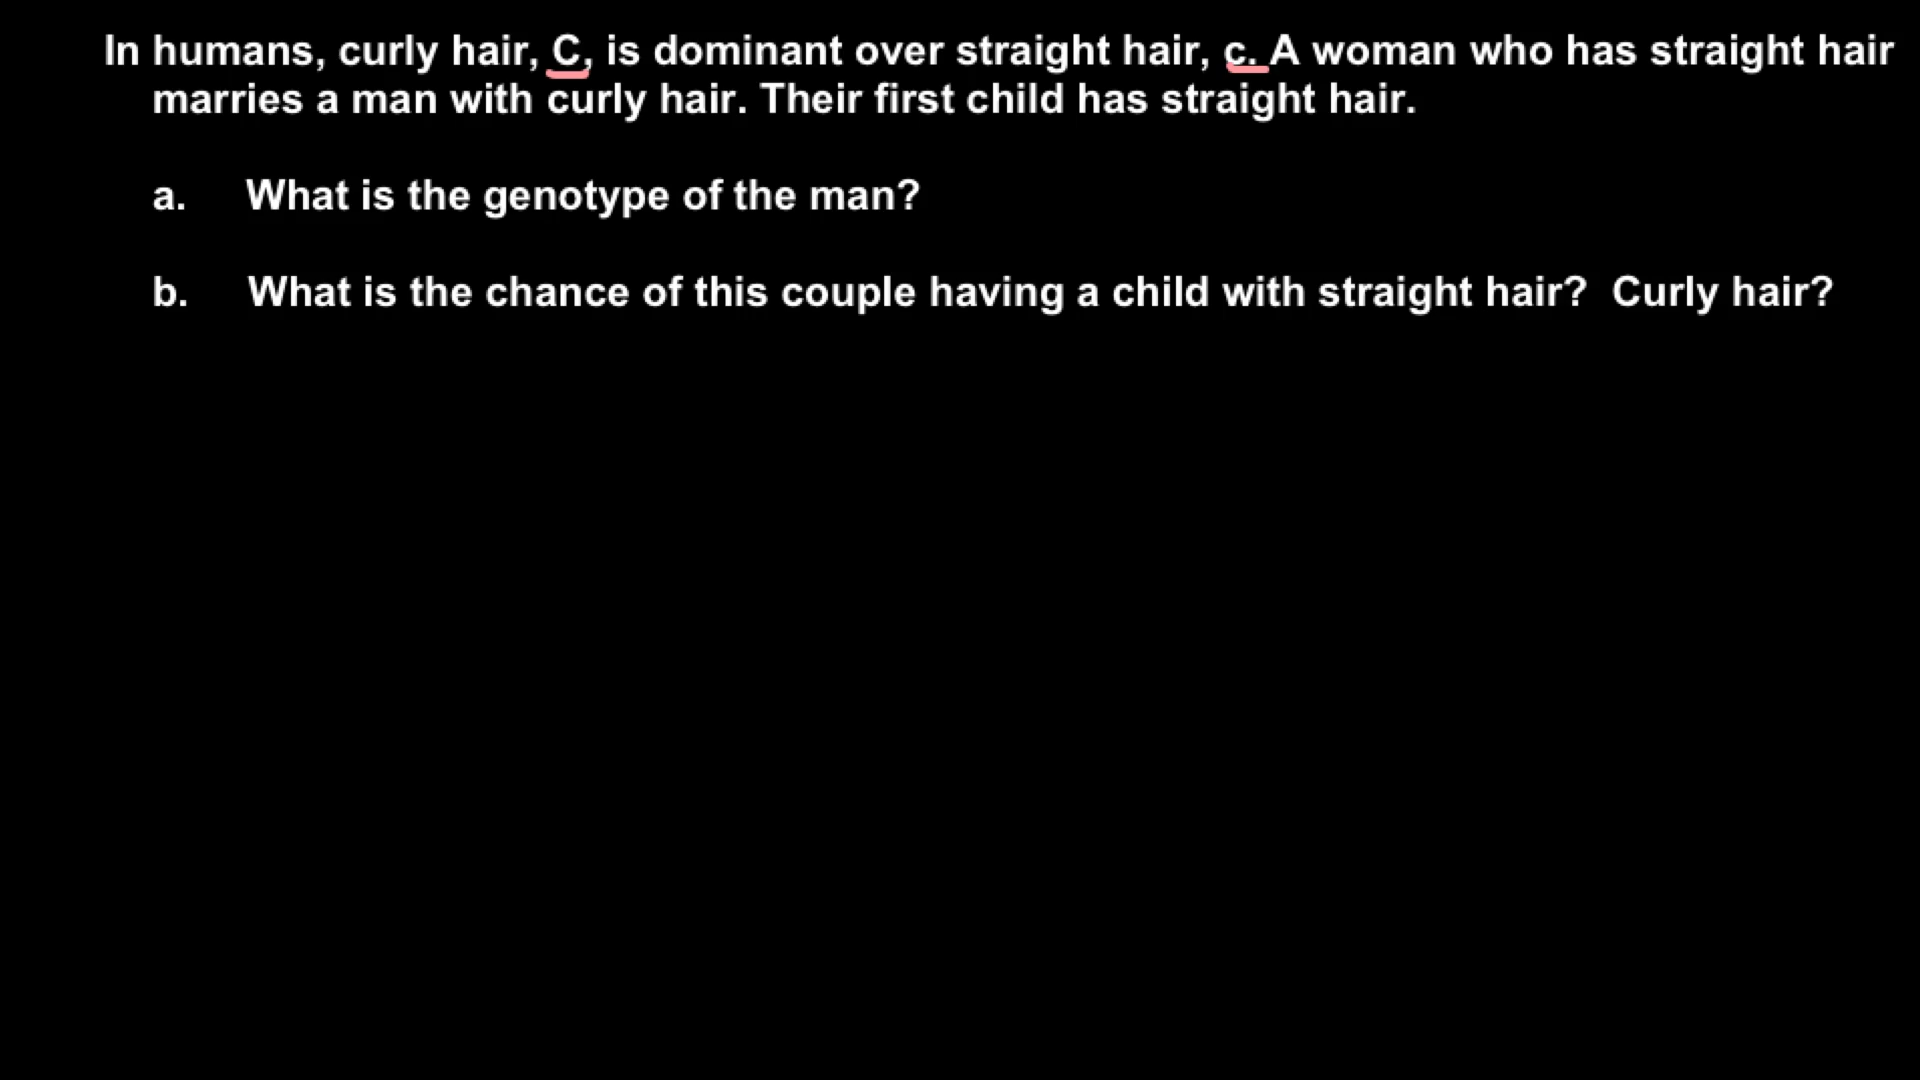 In humans, curly hair, C, is dominant over straight hair, c. A woman who has straight hair
marries a man with curly hair. Their first child has straight hair.
a. What is the genotype of the man?
b. What is the chance of this couple having a child with straight hair? Curly hair?